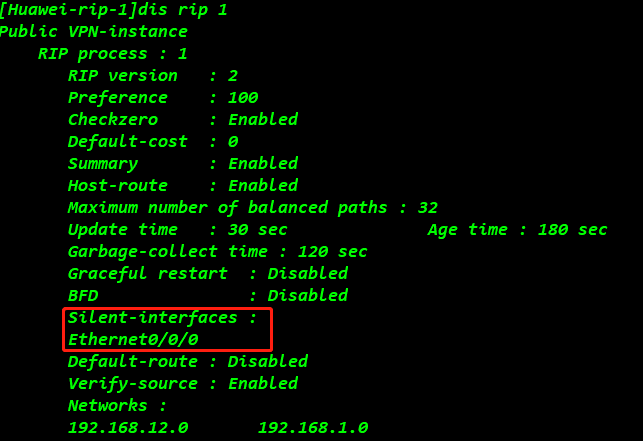 [Huawei-rip-1]dis rip 1
Public VPN-instance
RIP process : 1
RIP version : 2
Preference : 100
Checkzero : Enabled
Default-cost : 0
Summary : Enabled
Host-route : Enabled
Maximum number of balanced paths : 32
Update time : 30 sec Age time : 180 sec
Garbage-collect time : 120 sec
Graceful restart : Disabled
BFD : Disabled
Silent-interfaces :
Ethernet0/0/0
Default-route : Disabled
Verify-source : Enabled
Networks :
192.168.12.0 192.168.1.0